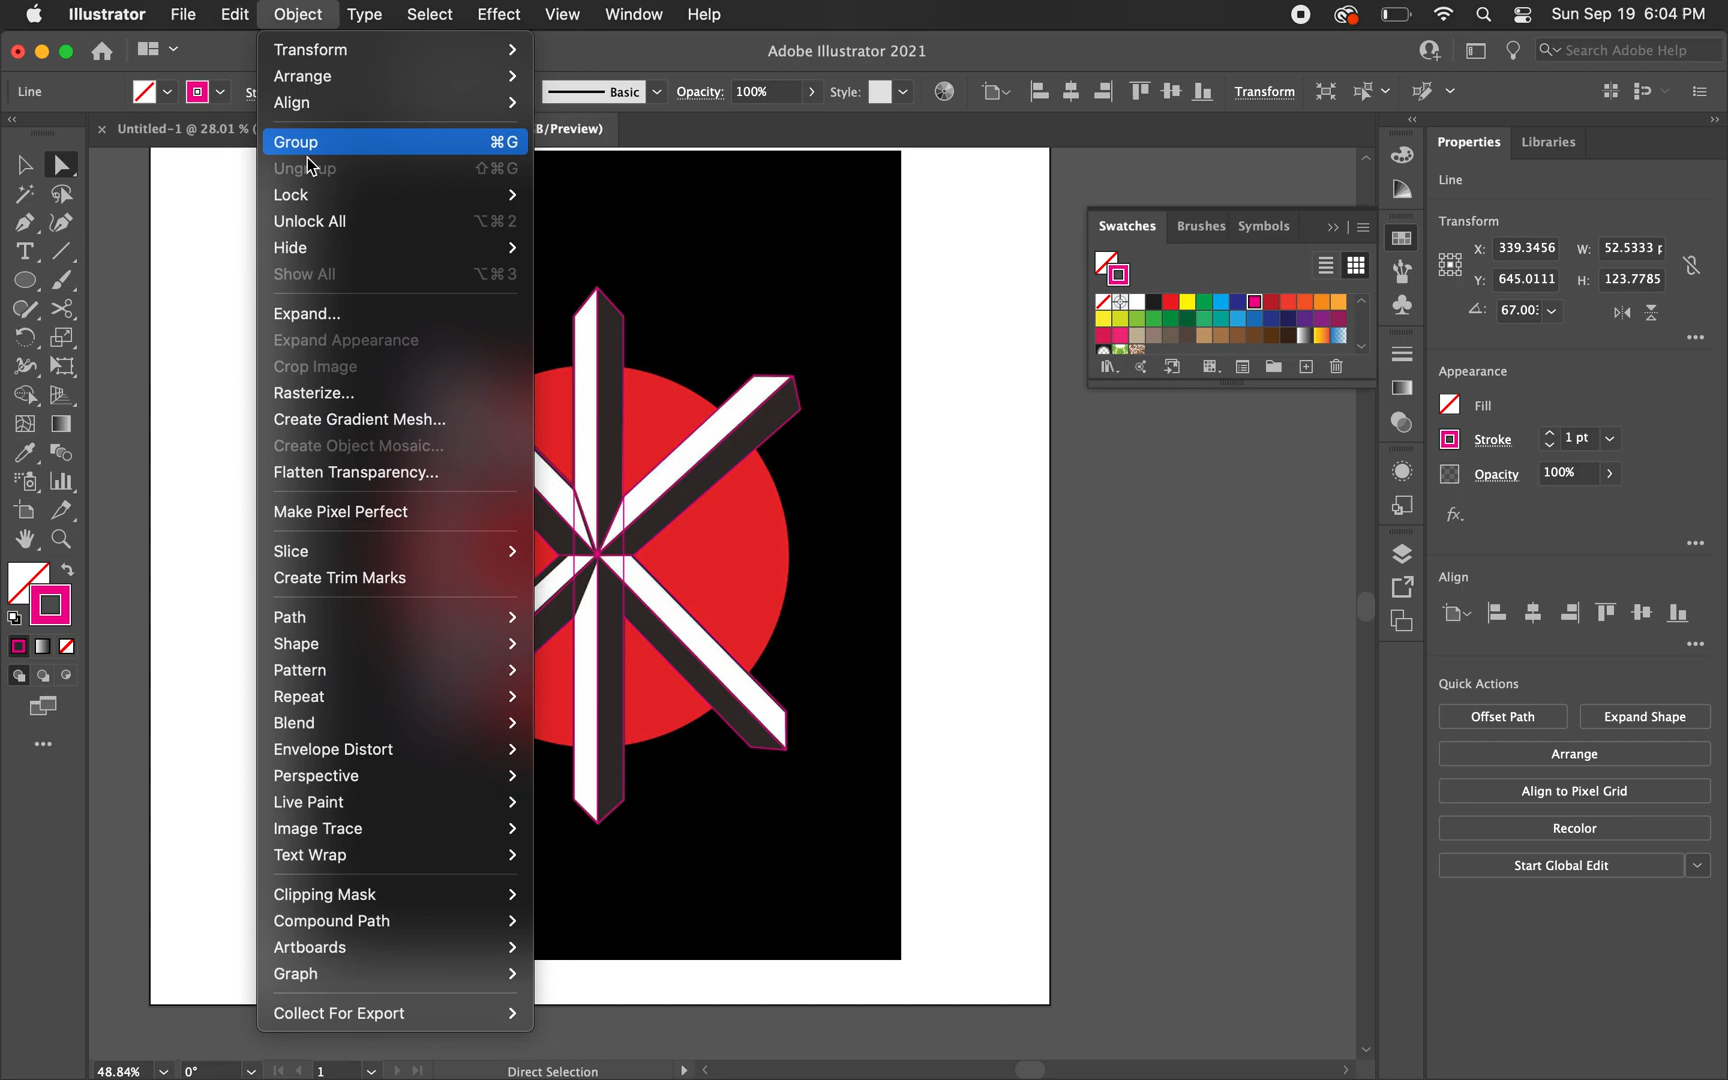 Illustrator File Edit Object Type Select Effect View Window Help Sun Sep 19 6:04 PM
Adobe Illustrator 2021 Search Adobe Help
Line St Basic Opacity: 100% Style: Transform
× Untitled-1 @ 28.01 % ( B/Preview)
Transform
Arrange
Align
Group ⌘G
Ungroup ⇧⌘G
Lock
Unlock All ⌥⌘2
Hide
Show All ⌥⌘3
Expand...
Expand Appearance
Crop Image
Rasterize...
Create Gradient Mesh...
Create Object Mosaic...
Flatten Transparency...
Make Pixel Perfect
Slice
Create Trim Marks
Path
Shape
Pattern
Repeat
Blend
Envelope Distort
Perspective
Live Paint
Image Trace
Text Wrap
Clipping Mask
Compound Path
Artboards
Graph
Collect For Export
Swatches Brushes Symbols
Properties Libraries
Line
Transform
X: 339.3456 W: 52.5333 p
Y: 645.0111 H: 123.7785
67.00
Appearance
Fill
Stroke 1 pt
Opacity 100%
fx.
Align
Quick Actions
Offset Path Expand Shape
Arrange
Align to Pixel Grid
Recolor
Start Global Edit
48.84% 0° 1 Direct Selection